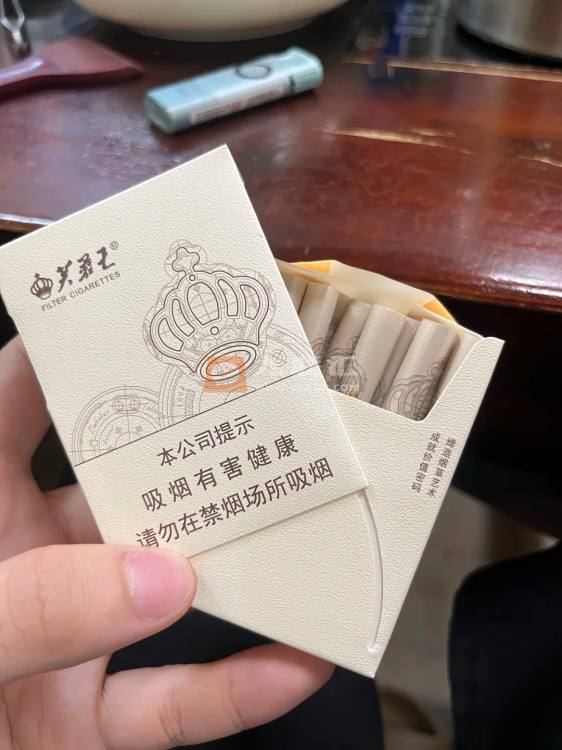 芙蓉王®
FILTER CIGARETTES
本公司提示
吸烟有害健康
请勿在禁烟场所吸烟
缔造烟草艺术
成就价值密码